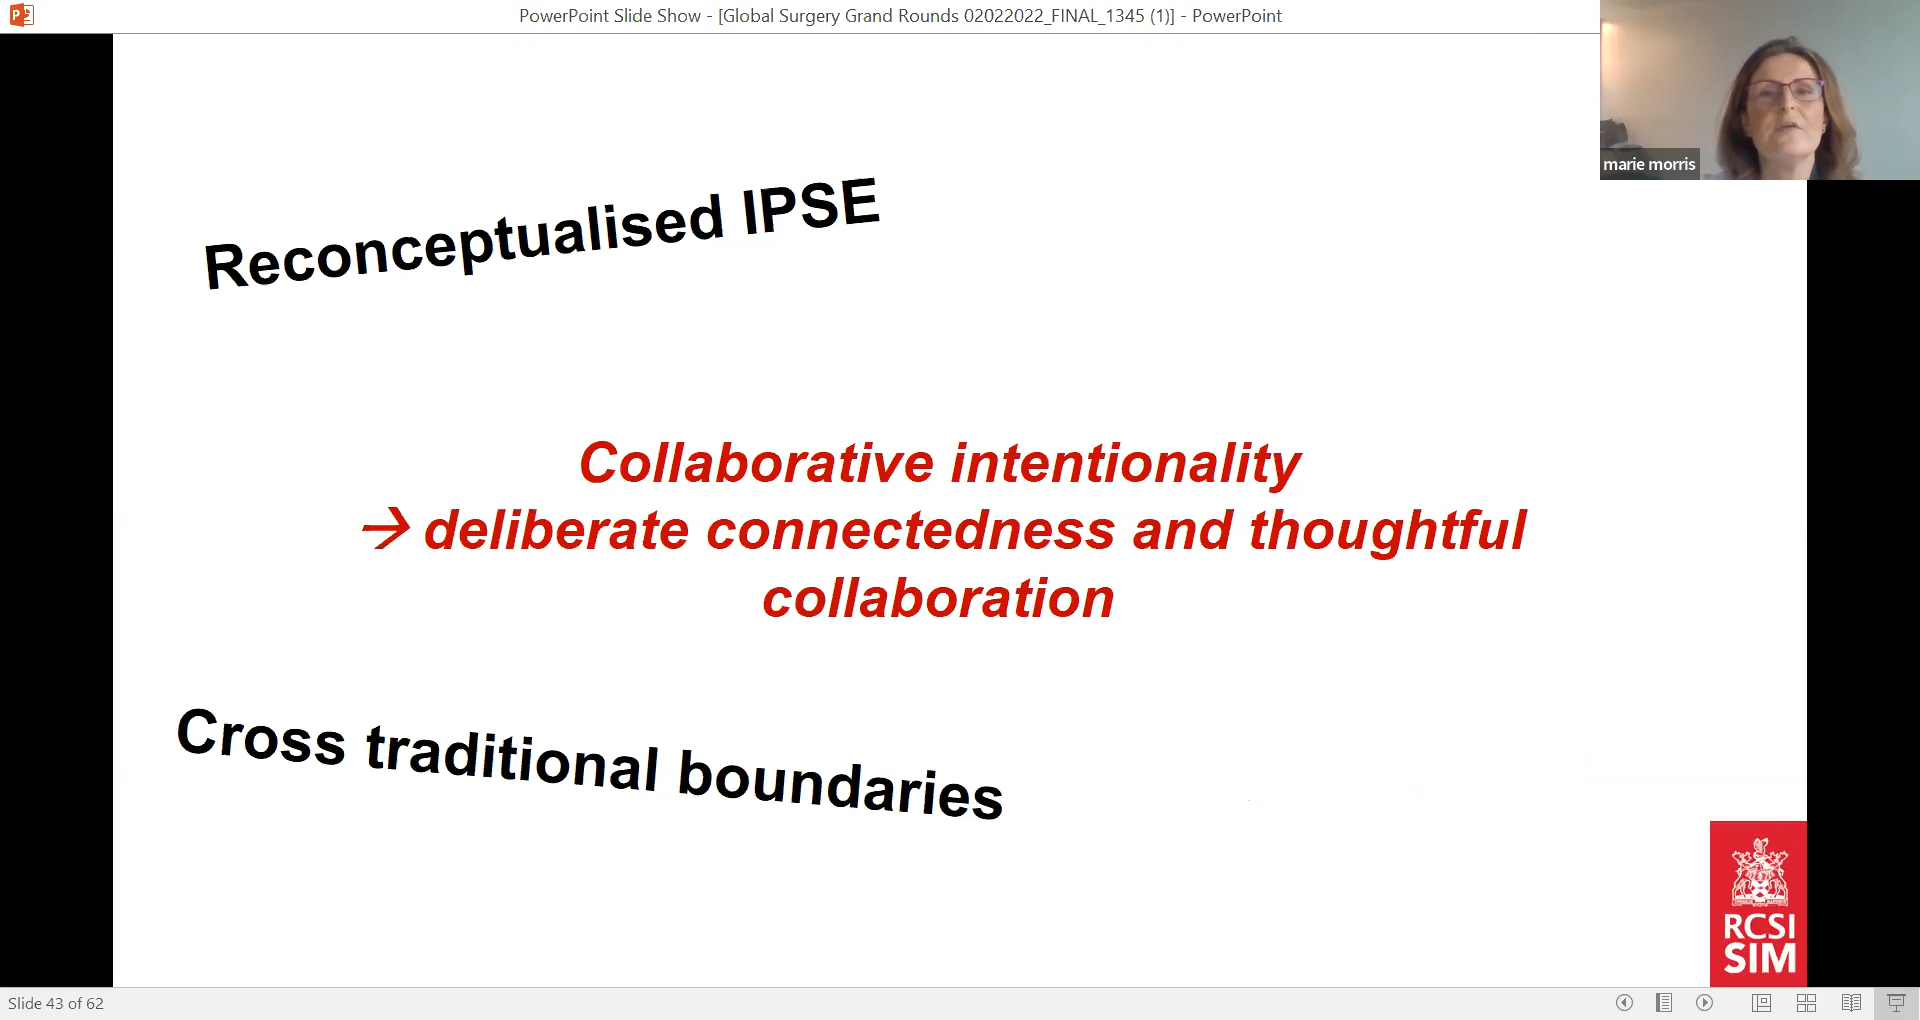 PowerPoint Slide Show - [Global Surgery Grand Rounds 02022022_FINAL_1345 (1)] - PowerPoint
marie morris
Reconceptualised IPSE
Collaborative intentionality
→ deliberate connectedness and thoughtful
collaboration
Cross traditional boundaries
RCSI
SIM
Slide 43 of 62